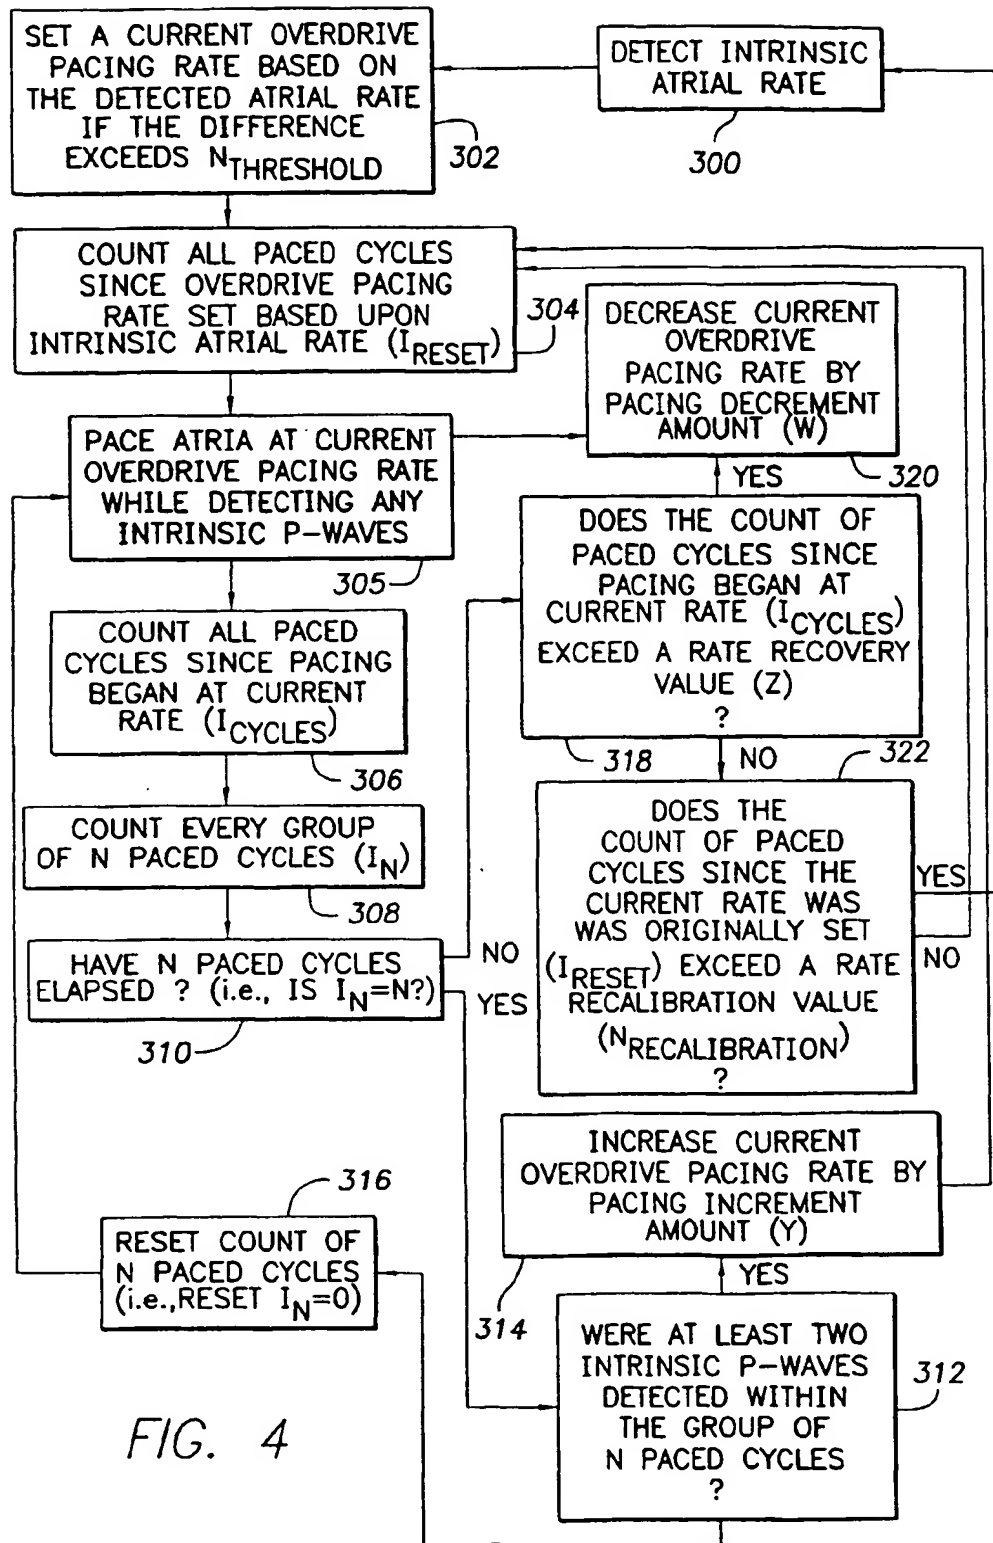 SET A CURRENT OVERDRIVE
PACING RATE BASED ON
THE DETECTED ATRIAL RATE
IF THE DIFFERENCE
EXCEEDS NTHRESHOLD
302
DETECT INTRINSIC
ATRIAL RATE
300
COUNT ALL PACED CYCLES
SINCE OVERDRIVE PACING
RATE SET BASED UPON
INTRINSIC ATRIAL RATE (IRESET)
304
DECREASE CURRENT
OVERDRIVE
PACING RATE BY
PACING DECREMENT
AMOUNT (W)
320
PACE ATRIA AT CURRENT
OVERDRIVE PACING RATE
WHILE DETECTING ANY
INTRINSIC P-WAVES
305
YES
DOES THE COUNT OF
PACED CYCLES SINCE
PACING BEGAN AT
CURRENT RATE (ICYCLES)
EXCEED A RATE RECOVERY
VALUE (Z)
?
318
NO
COUNT ALL PACED
CYCLES SINCE PACING
BEGAN AT CURRENT
RATE (ICYCLES)
306
322
DOES THE
COUNT OF PACED
CYCLES SINCE THE
CURRENT RATE WAS
WAS ORIGINALLY SET
(IRESET) EXCEED A RATE
RECALIBRATION VALUE
(NRECALIBRATION)
?
YES
NO
COUNT EVERY GROUP
OF N PACED CYCLES (IN)
308
HAVE N PACED CYCLES
ELAPSED ? (i.e., IS IN=N?)
310
NO
YES
INCREASE CURRENT
OVERDRIVE PACING RATE BY
PACING INCREMENT
AMOUNT (Y)
314
YES
316
RESET COUNT OF
N PACED CYCLES
(i.e.,RESET IN=0)
WERE AT LEAST TWO
INTRINSIC P-WAVES
DETECTED WITHIN
THE GROUP OF
N PACED CYCLES
?
312
FIG. 4